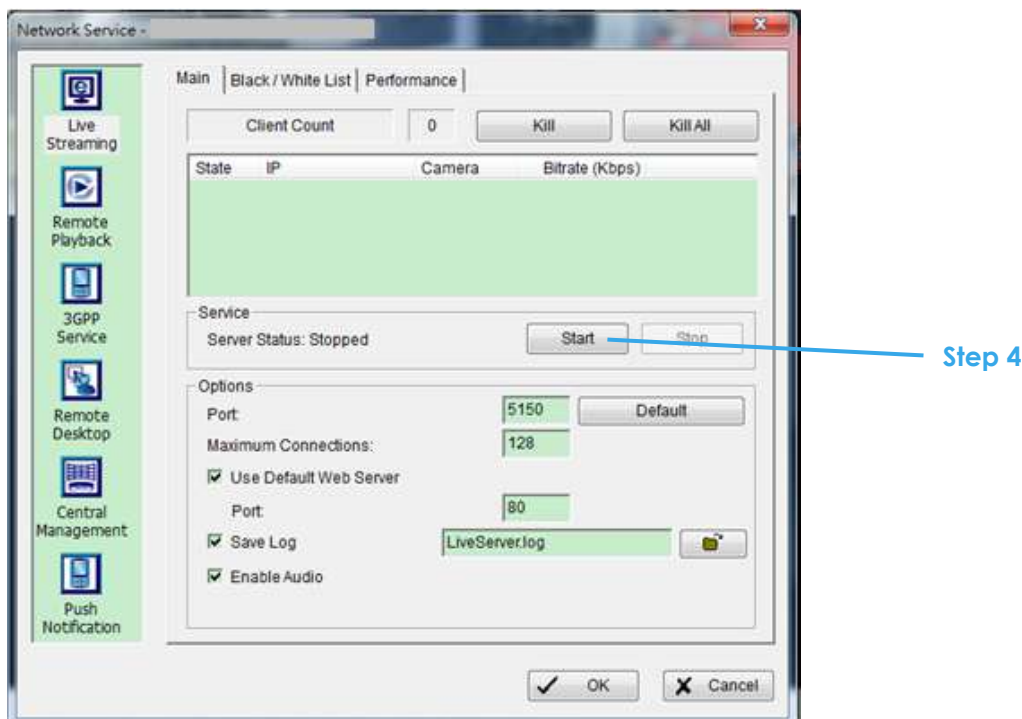 Network Service -
Live
Streaming
Remote
Playback
3GPP
Service
Remote
Desktop
Central
Management
Push
Notification
Main Black / White List Performance
Client Count 0 Kill Kill All
State IP Camera Bitrate (Kbps)
Service
Server Status: Stopped Start Stop
Step 4
Options
Port: 5150 Default
Maximum Connections: 128
Use Default Web Server
Port: 80
Save Log LiveServer.log
Enable Audio
OK Cancel